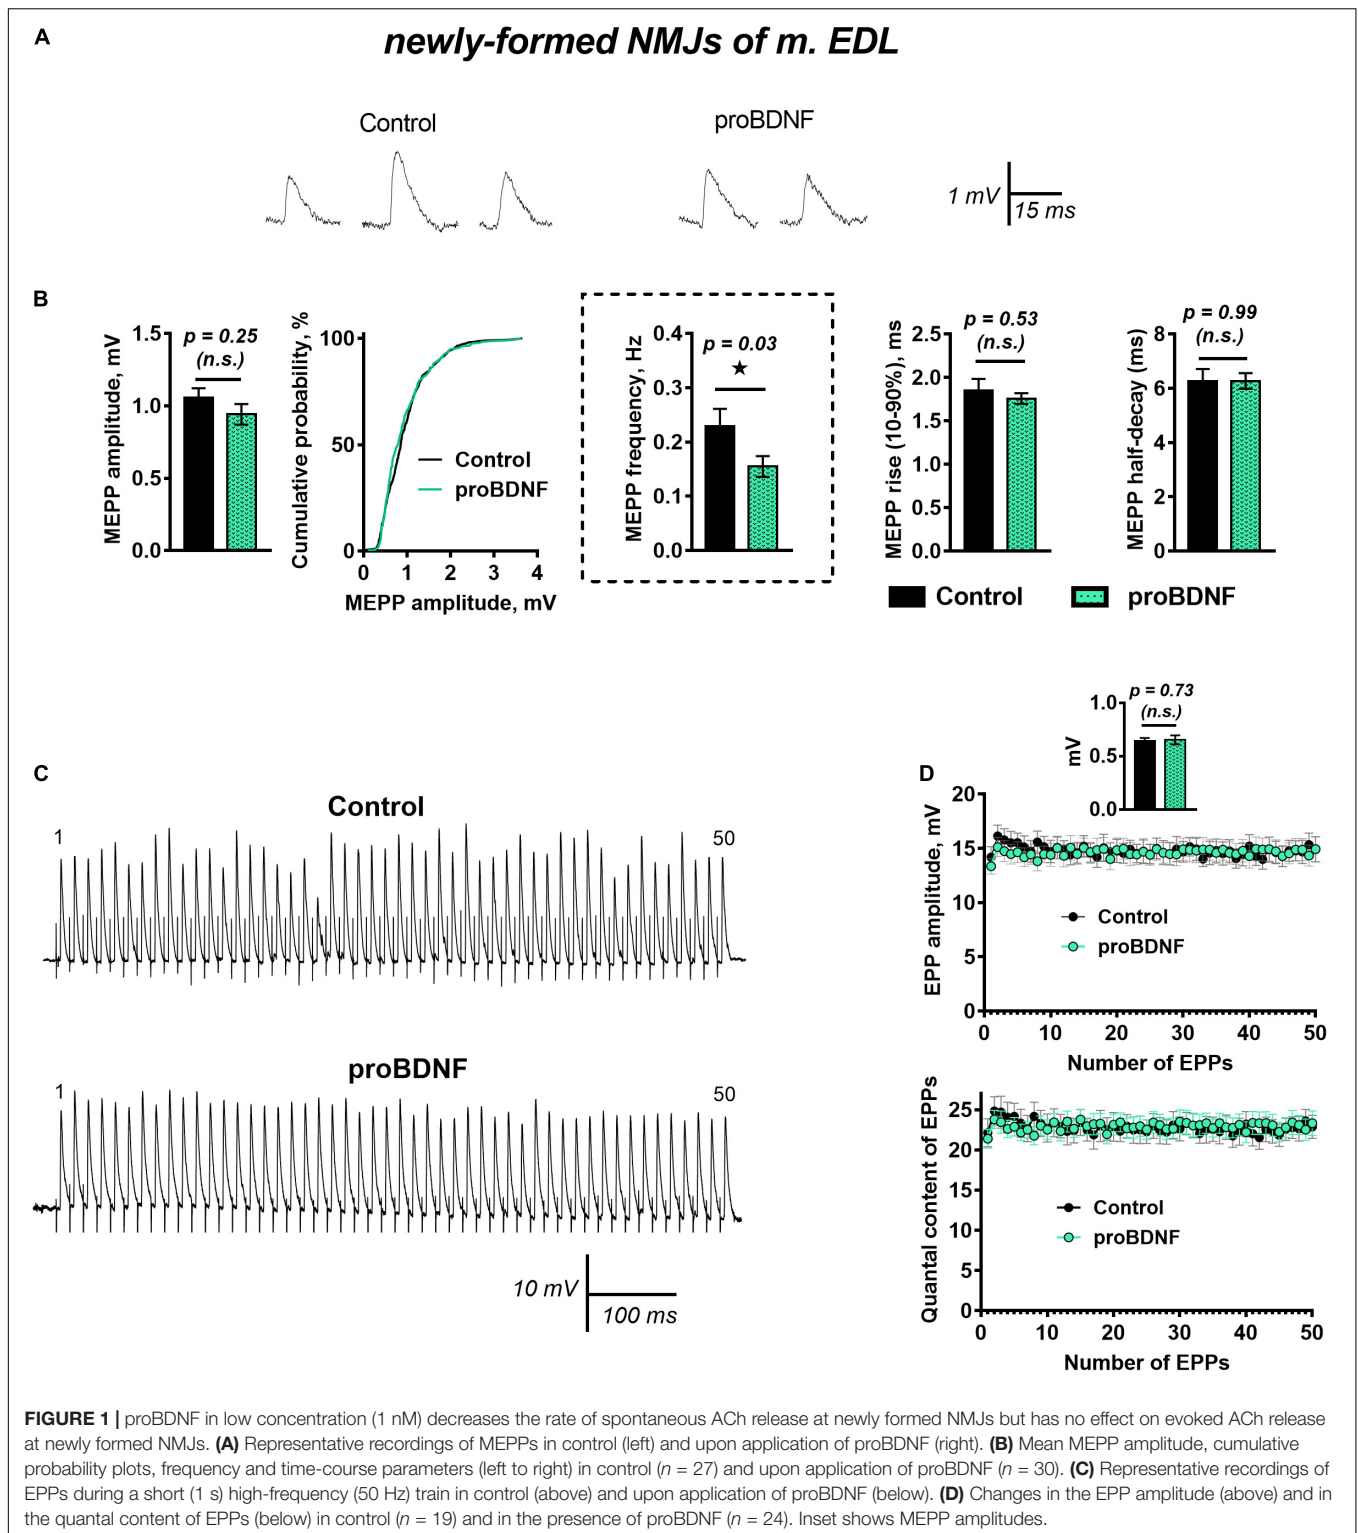 A
newly-formed NMJs of m. EDL
Control
proBDNF
1 mV
15 ms
B
MEPP amplitude, mV
1.5
1.0
0.5
0.0
p = 0.25
(n.s.)
Cumulative probability, %
100
50
0
0 1 2 3 4
MEPP amplitude, mV
Control
proBDNF
MEPP frequency, Hz
0.4
0.3
0.2
0.1
0.0
p = 0.03
★
MEPP rise (10-90%), ms
2.5
2.0
1.5
1.0
0.5
0.0
p = 0.53
(n.s.)
MEPP half-decay (ms)
8
6
4
2
0
p = 0.99
(n.s.)
Control proBDNF
C
Control
1 50
proBDNF
1 50
10 mV
100 ms
D
mV
1.0
0.5
0.0
p = 0.73
(n.s.)
EPP amplitude, mV
20
15
10
5
0
Control
proBDNF
0 10 20 30 40 50
Number of EPPs
Quantal content of EPPs
25
20
15
10
5
0
Control
proBDNF
0 10 20 30 40 50
Number of EPPs
FIGURE 1 | proBDNF in low concentration (1 nM) decreases the rate of spontaneous ACh release at newly formed NMJs but has no effect on evoked ACh release
at newly formed NMJs. (A) Representative recordings of MEPPs in control (left) and upon application of proBDNF (right). (B) Mean MEPP amplitude, cumulative
probability plots, frequency and time-course parameters (left to right) in control (n = 27) and upon application of proBDNF (n = 30). (C) Representative recordings of
EPPs during a short (1 s) high-frequency (50 Hz) train in control (above) and upon application of proBDNF (below). (D) Changes in the EPP amplitude (above) and in
the quantal content of EPPs (below) in control (n = 19) and in the presence of proBDNF (n = 24). Inset shows MEPP amplitudes.